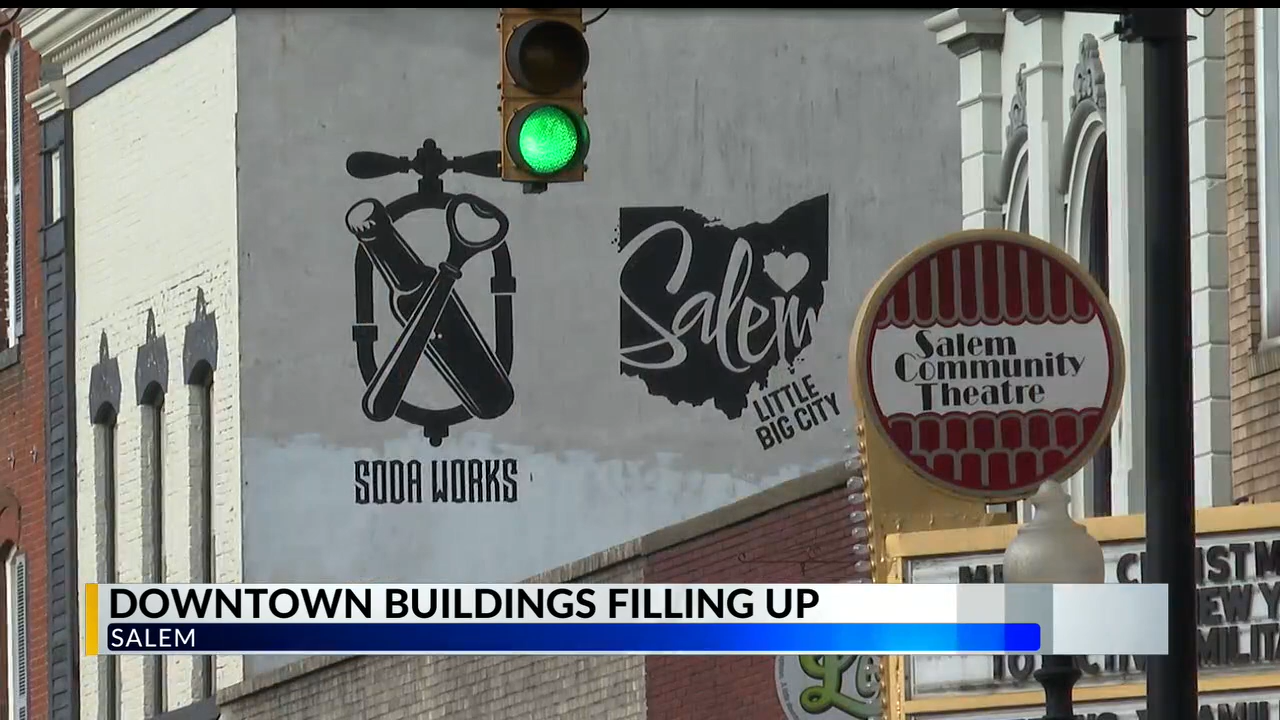 SODA WORKS
Salem
LITTLE
BIG CITY
Salem
Community
Theatre
DOWNTOWN BUILDINGS FILLING UP
SALEM